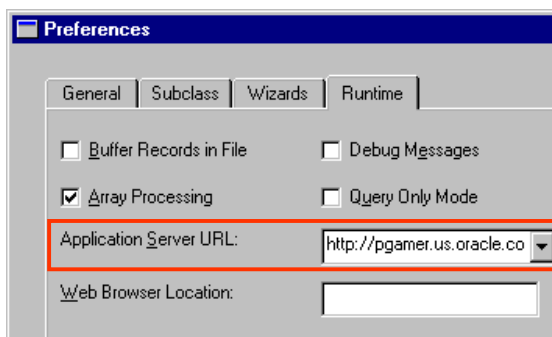 Preferences
General Subclass Wizards Runtime
Buffer Records in File Debug Messages
Array Processing Query Only Mode
Application Server URL: http://pgamer.us.oracle.co
Web Browser Location: